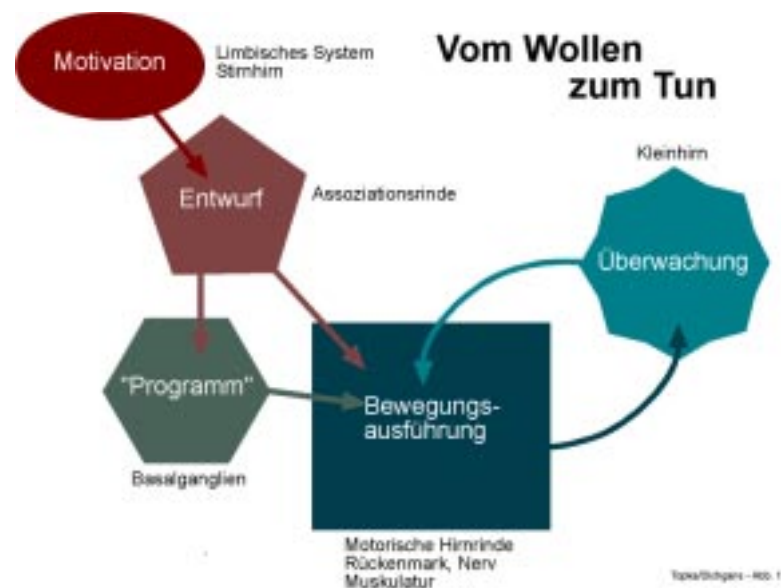 Vom Wollen
zum Tun
Motivation
Limbisches System
Stirnhirn
Entwurf
Assoziationsrinde
Kleinhirn
Überwachung
"Programm"
Basalganglien
Bewegungs-
ausführung
Motorische Hirnrinde
Rückenmark, Nerv
Muskulatur